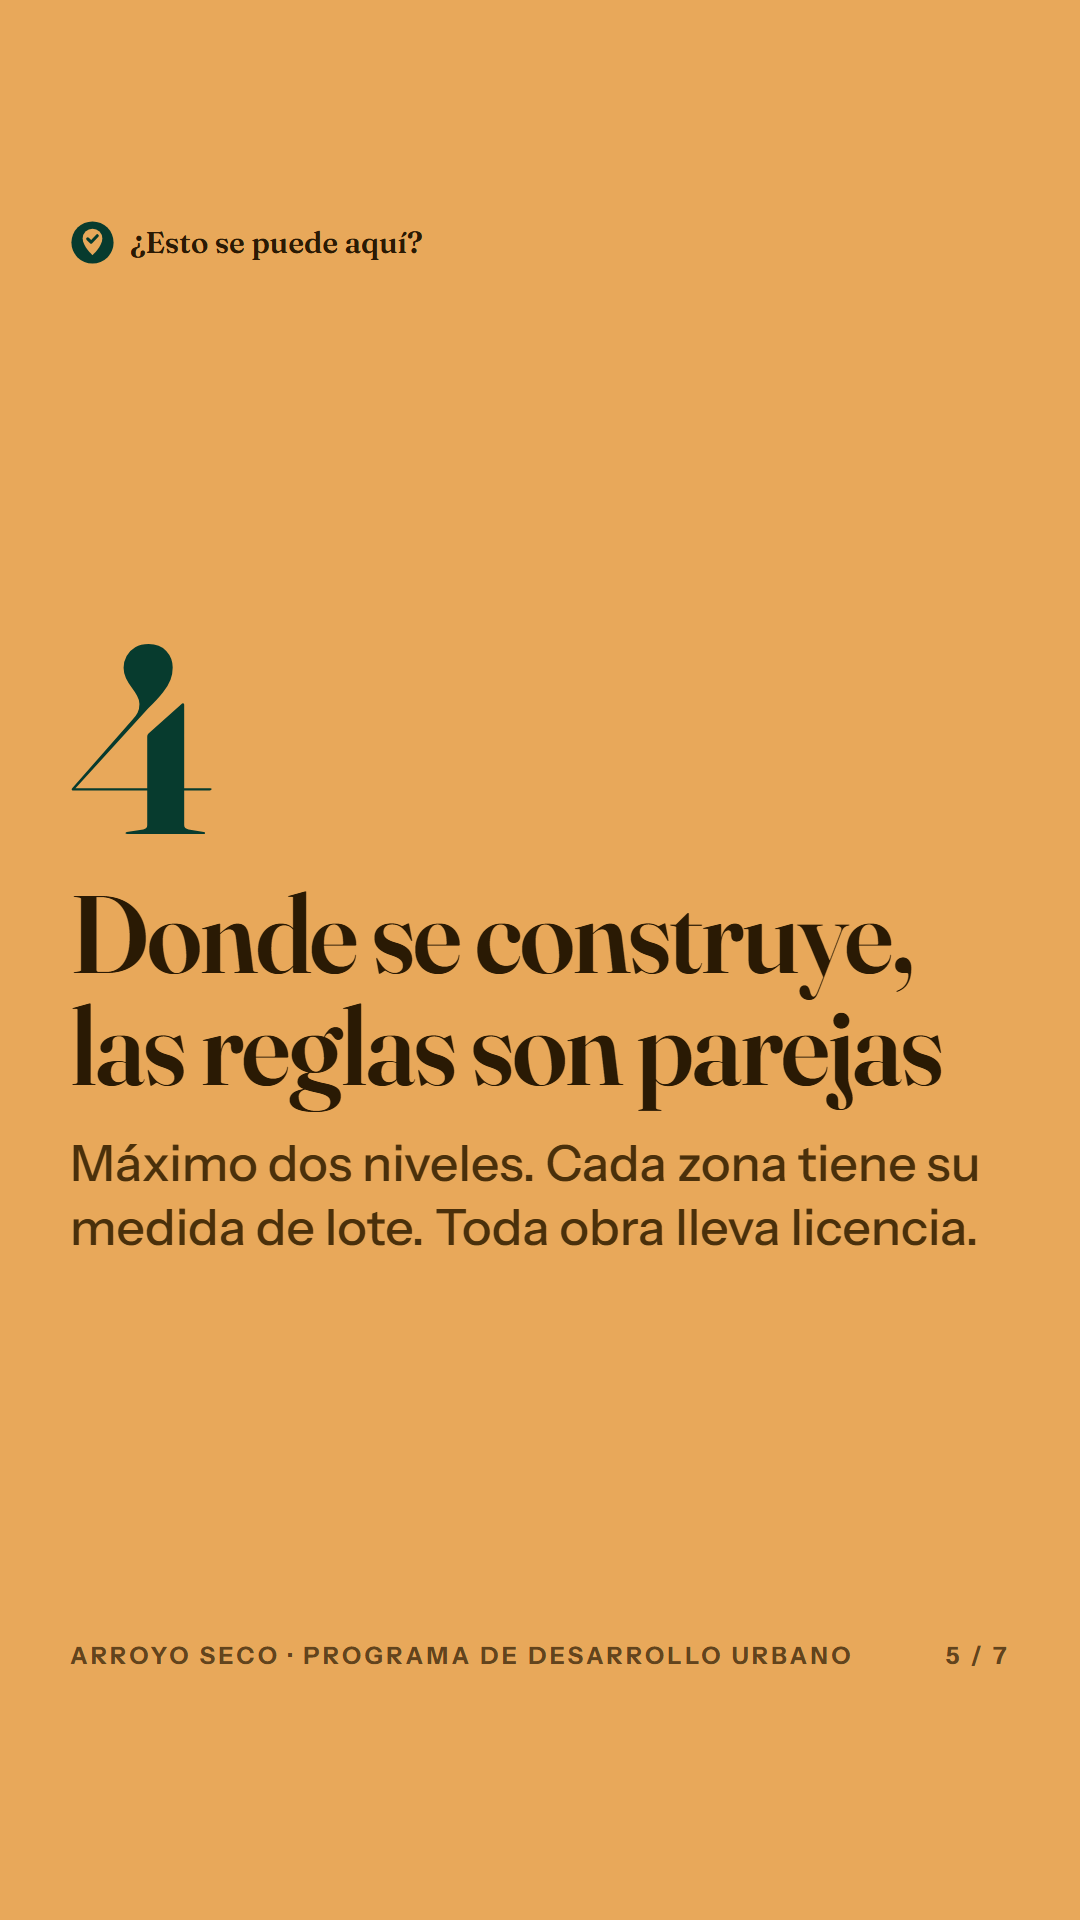 ¿Esto se puede aquí?
4
Donde se construye,
las reglas son parejas
Máximo dos niveles. Cada zona tiene su
medida de lote. Toda obra lleva licencia.
ARROYO SECO · PROGRAMA DE DESARROLLO URBANO 5 / 7